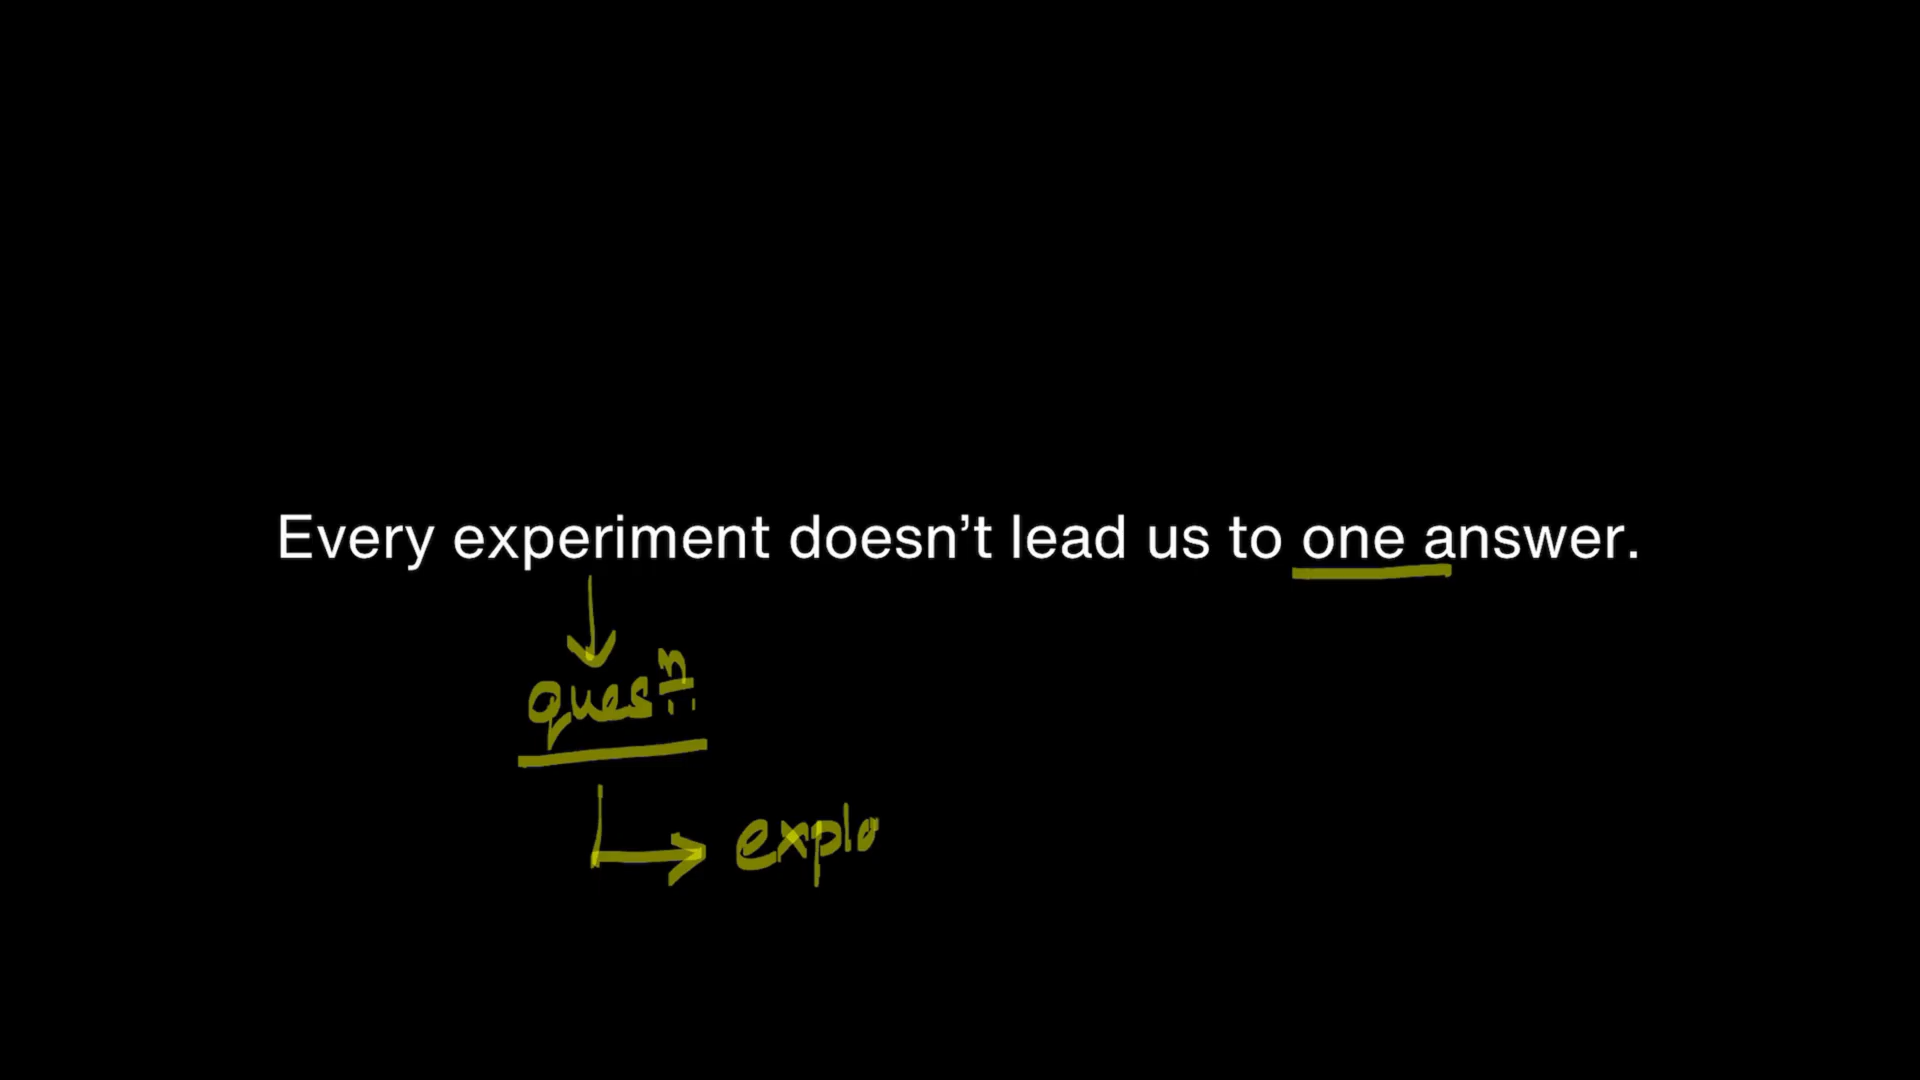 Every experiment doesn’t lead us to one answer.
quesⁿ
explo